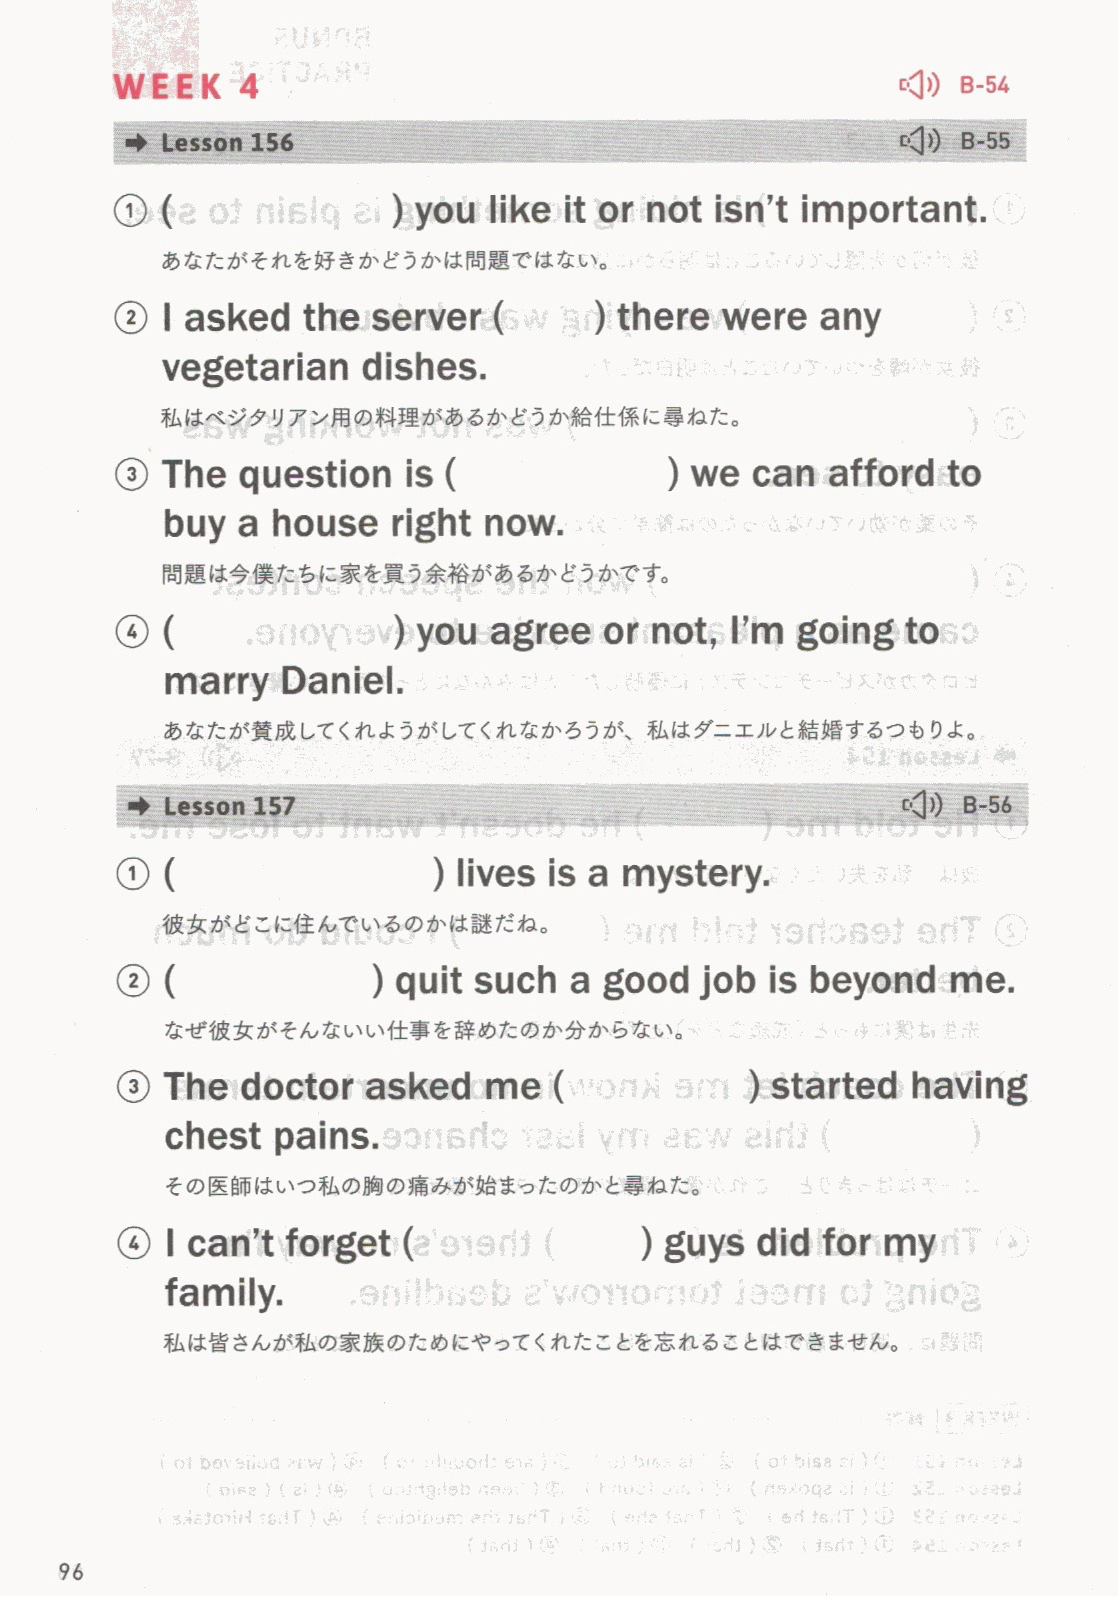 WEEK 4
B-54
➡ Lesson 156
B-55
① ( ) you like it or not isn't important.
あなたがそれを好きかどうかは問題ではない。
② I asked the server ( ) there were any
vegetarian dishes.
私はベジタリアン用の料理があるかどうか給仕係に尋ねた。
③ The question is ( ) we can afford to
buy a house right now.
問題は今僕たちに家を買う余裕があるかどうかです。
④ ( ) you agree or not, I'm going to
marry Daniel.
あなたが賛成してくれようがしてくれなかろうが、私はダニエルと結婚するつもりよ。
➡ Lesson 157
B-56
① ( ) lives is a mystery.
彼女がどこに住んでいるのかは謎だね。
② ( ) quit such a good job is beyond me.
なぜ彼女がそんないい仕事を辞めたのか分からない。
③ The doctor asked me ( ) started having
chest pains.
その医師はいつ私の胸の痛みが始まったのかと尋ねた。
④ I can't forget ( ) guys did for my
family.
私は皆さんが私の家族のためにやってくれたことを忘れることはできません。
96